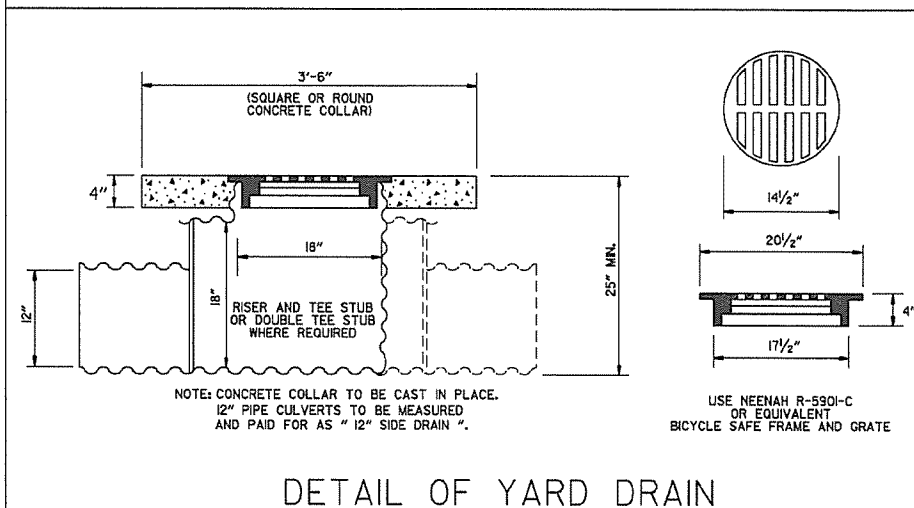 3'-6"
(SQUARE OR ROUND
CONCRETE COLLAR)
4"
18"
12"
18"
RISER AND TEE STUB
OR DOUBLE TEE STUB
WHERE REQUIRED
25" MIN.
NOTE: CONCRETE COLLAR TO BE CAST IN PLACE.
12" PIPE CULVERTS TO BE MEASURED
AND PAID FOR AS " 12" SIDE DRAIN ".
14½"
20½"
4"
17½"
USE NEENAH R-5901-C
OR EQUIVALENT
BICYCLE SAFE FRAME AND GRATE
DETAIL OF YARD DRAIN